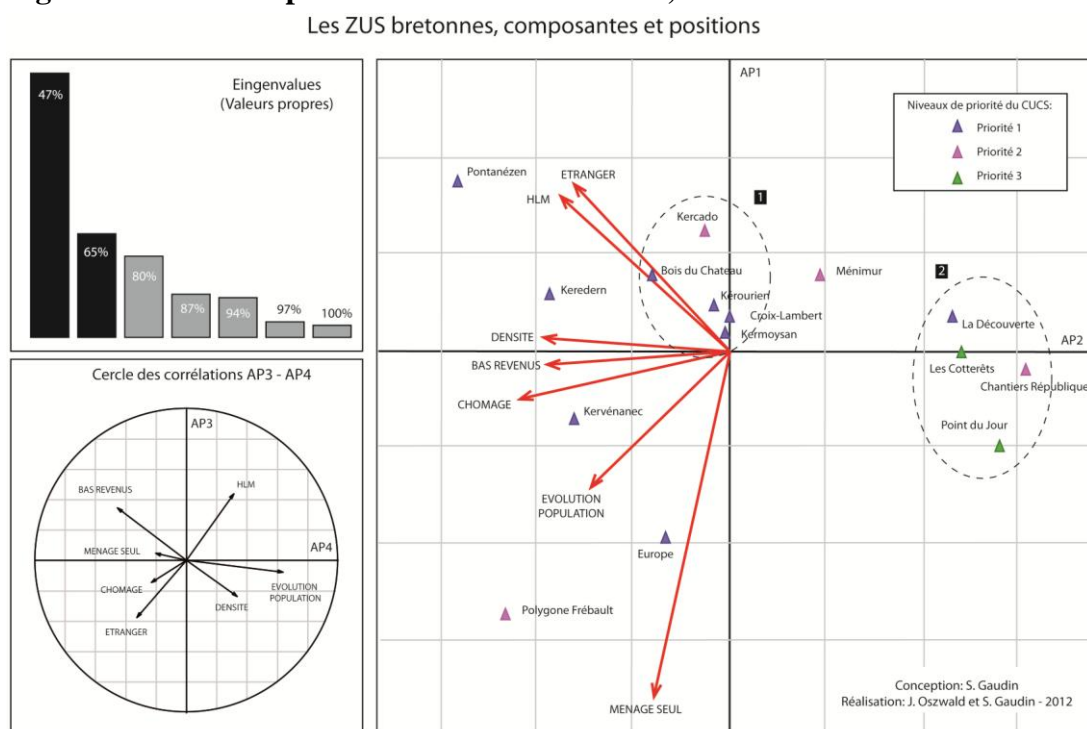 Les ZUS bretonnes, composantes et positions
Eingenvalues
(Valeurs propres)
47%
65%
80%
87%
94%
97%
100%
Cercle des corrélations AP3 - AP4
AP3
BAS REVENUS
HLM
MENAGE SEUL
AP4
CHOMAGE
EVOLUTION
POPULATION
DENSITE
ETRANGER
AP1
Niveaux de priorité du CUCS:
Priorité 1
Priorité 2
Priorité 3
Pontanézen
ETRANGER
HLM
1
Kercado
2
Bois du Chateau
Ménimur
Keredern
Kérourien
Croix-Lambert
La Découverte
DENSITE
Kermoysan
AP2
BAS REVENUS
Les Cotterêts
Chantiers République
CHOMAGE
Kervénanec
Point du Jour
EVOLUTION
POPULATION
Europe
Polygone Frébault
MENAGE SEUL
Conception: S. Gaudin
Réalisation: J. Oszwald et S. Gaudin - 2012